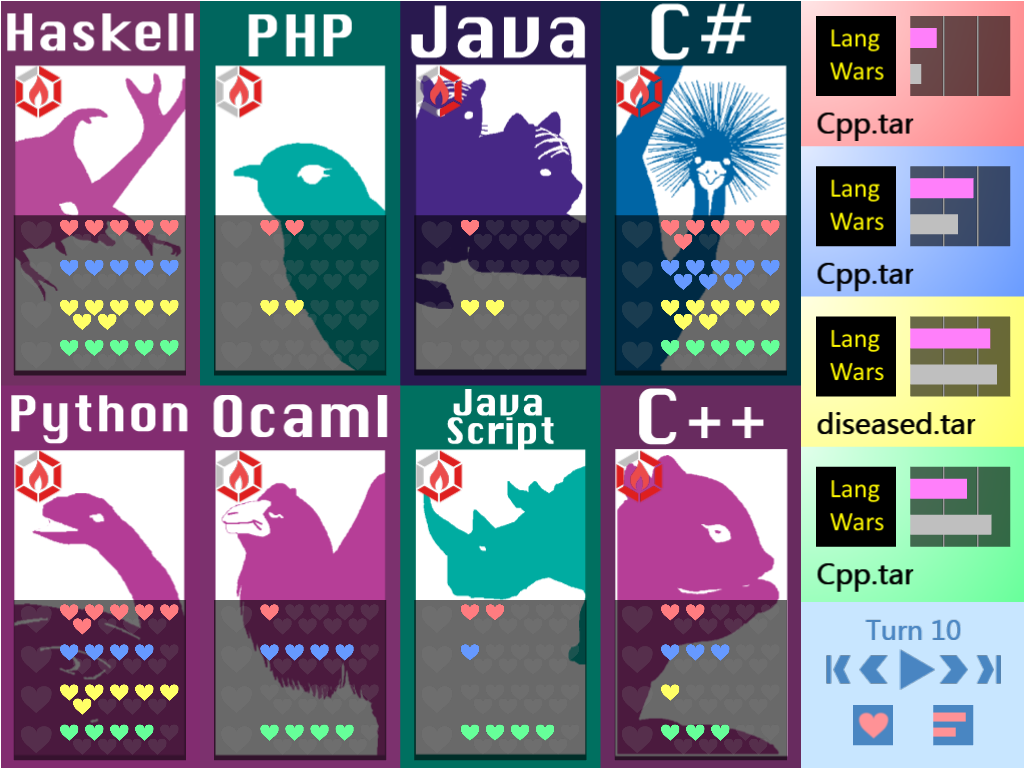 Haskell
PHP
Java
C#
Python
Ocaml
Java
Script
C++
Lang
Wars
Cpp.tar
Lang
Wars
Cpp.tar
Lang
Wars
diseased.tar
Lang
Wars
Cpp.tar
Turn 10